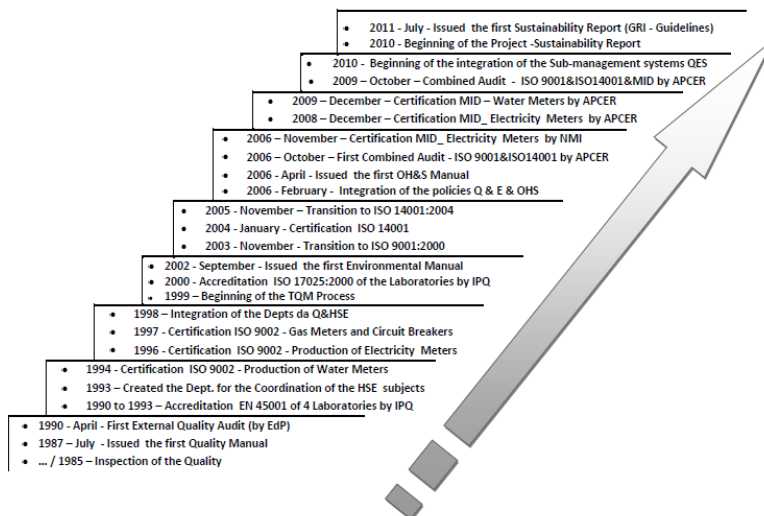 • 2011 - July - Issued the first Sustainability Report (GRI - Guidelines)
• 2010 - Beginning of the Project -Sustainability Report
• 2010 - Beginning of the integration of the Sub-management systems QES
• 2009 – October – Combined Audit - ISO 9001&ISO14001&MID by APCER
• 2009 – December – Certification MID – Water Meters by APCER
• 2008 - December – Certification MID_ Electricity Meters by APCER
• 2006 – November – Certification MID_ Electricity Meters by NMI
• 2006 – October – First Combined Audit - ISO 9001&ISO14001 by APCER
• 2006 - April - Issued the first OH&S Manual
• 2006 - February - Integration of the policies Q & E & OHS
• 2005 - November – Transition to ISO 14001:2004
• 2004 - January - Certification ISO 14001
• 2003 - November - Transition to ISO 9001:2000
• 2002 - September - Issued the first Environmental Manual
• 2000 - Accreditation ISO 17025:2000 of the Laboratories by IPQ
• 1999 – Beginning of the TQM Process
• 1998 – Integration of the Depts da Q&HSE
• 1997 - Certification ISO 9002 - Gas Meters and Circuit Breakers
• 1996 - Certification ISO 9002 - Production of Electricity Meters
• 1994 - Certification ISO 9002 - Production of Water Meters
• 1993 – Created the Dept. for the Coordination of the HSE subjects
• 1990 to 1993 – Accreditation EN 45001 of 4 Laboratories by IPQ
• 1990 - April - First External Quality Audit (by EdP)
• 1987 – July - Issued the first Quality Manual
• ... / 1985 – Inspection of the Quality